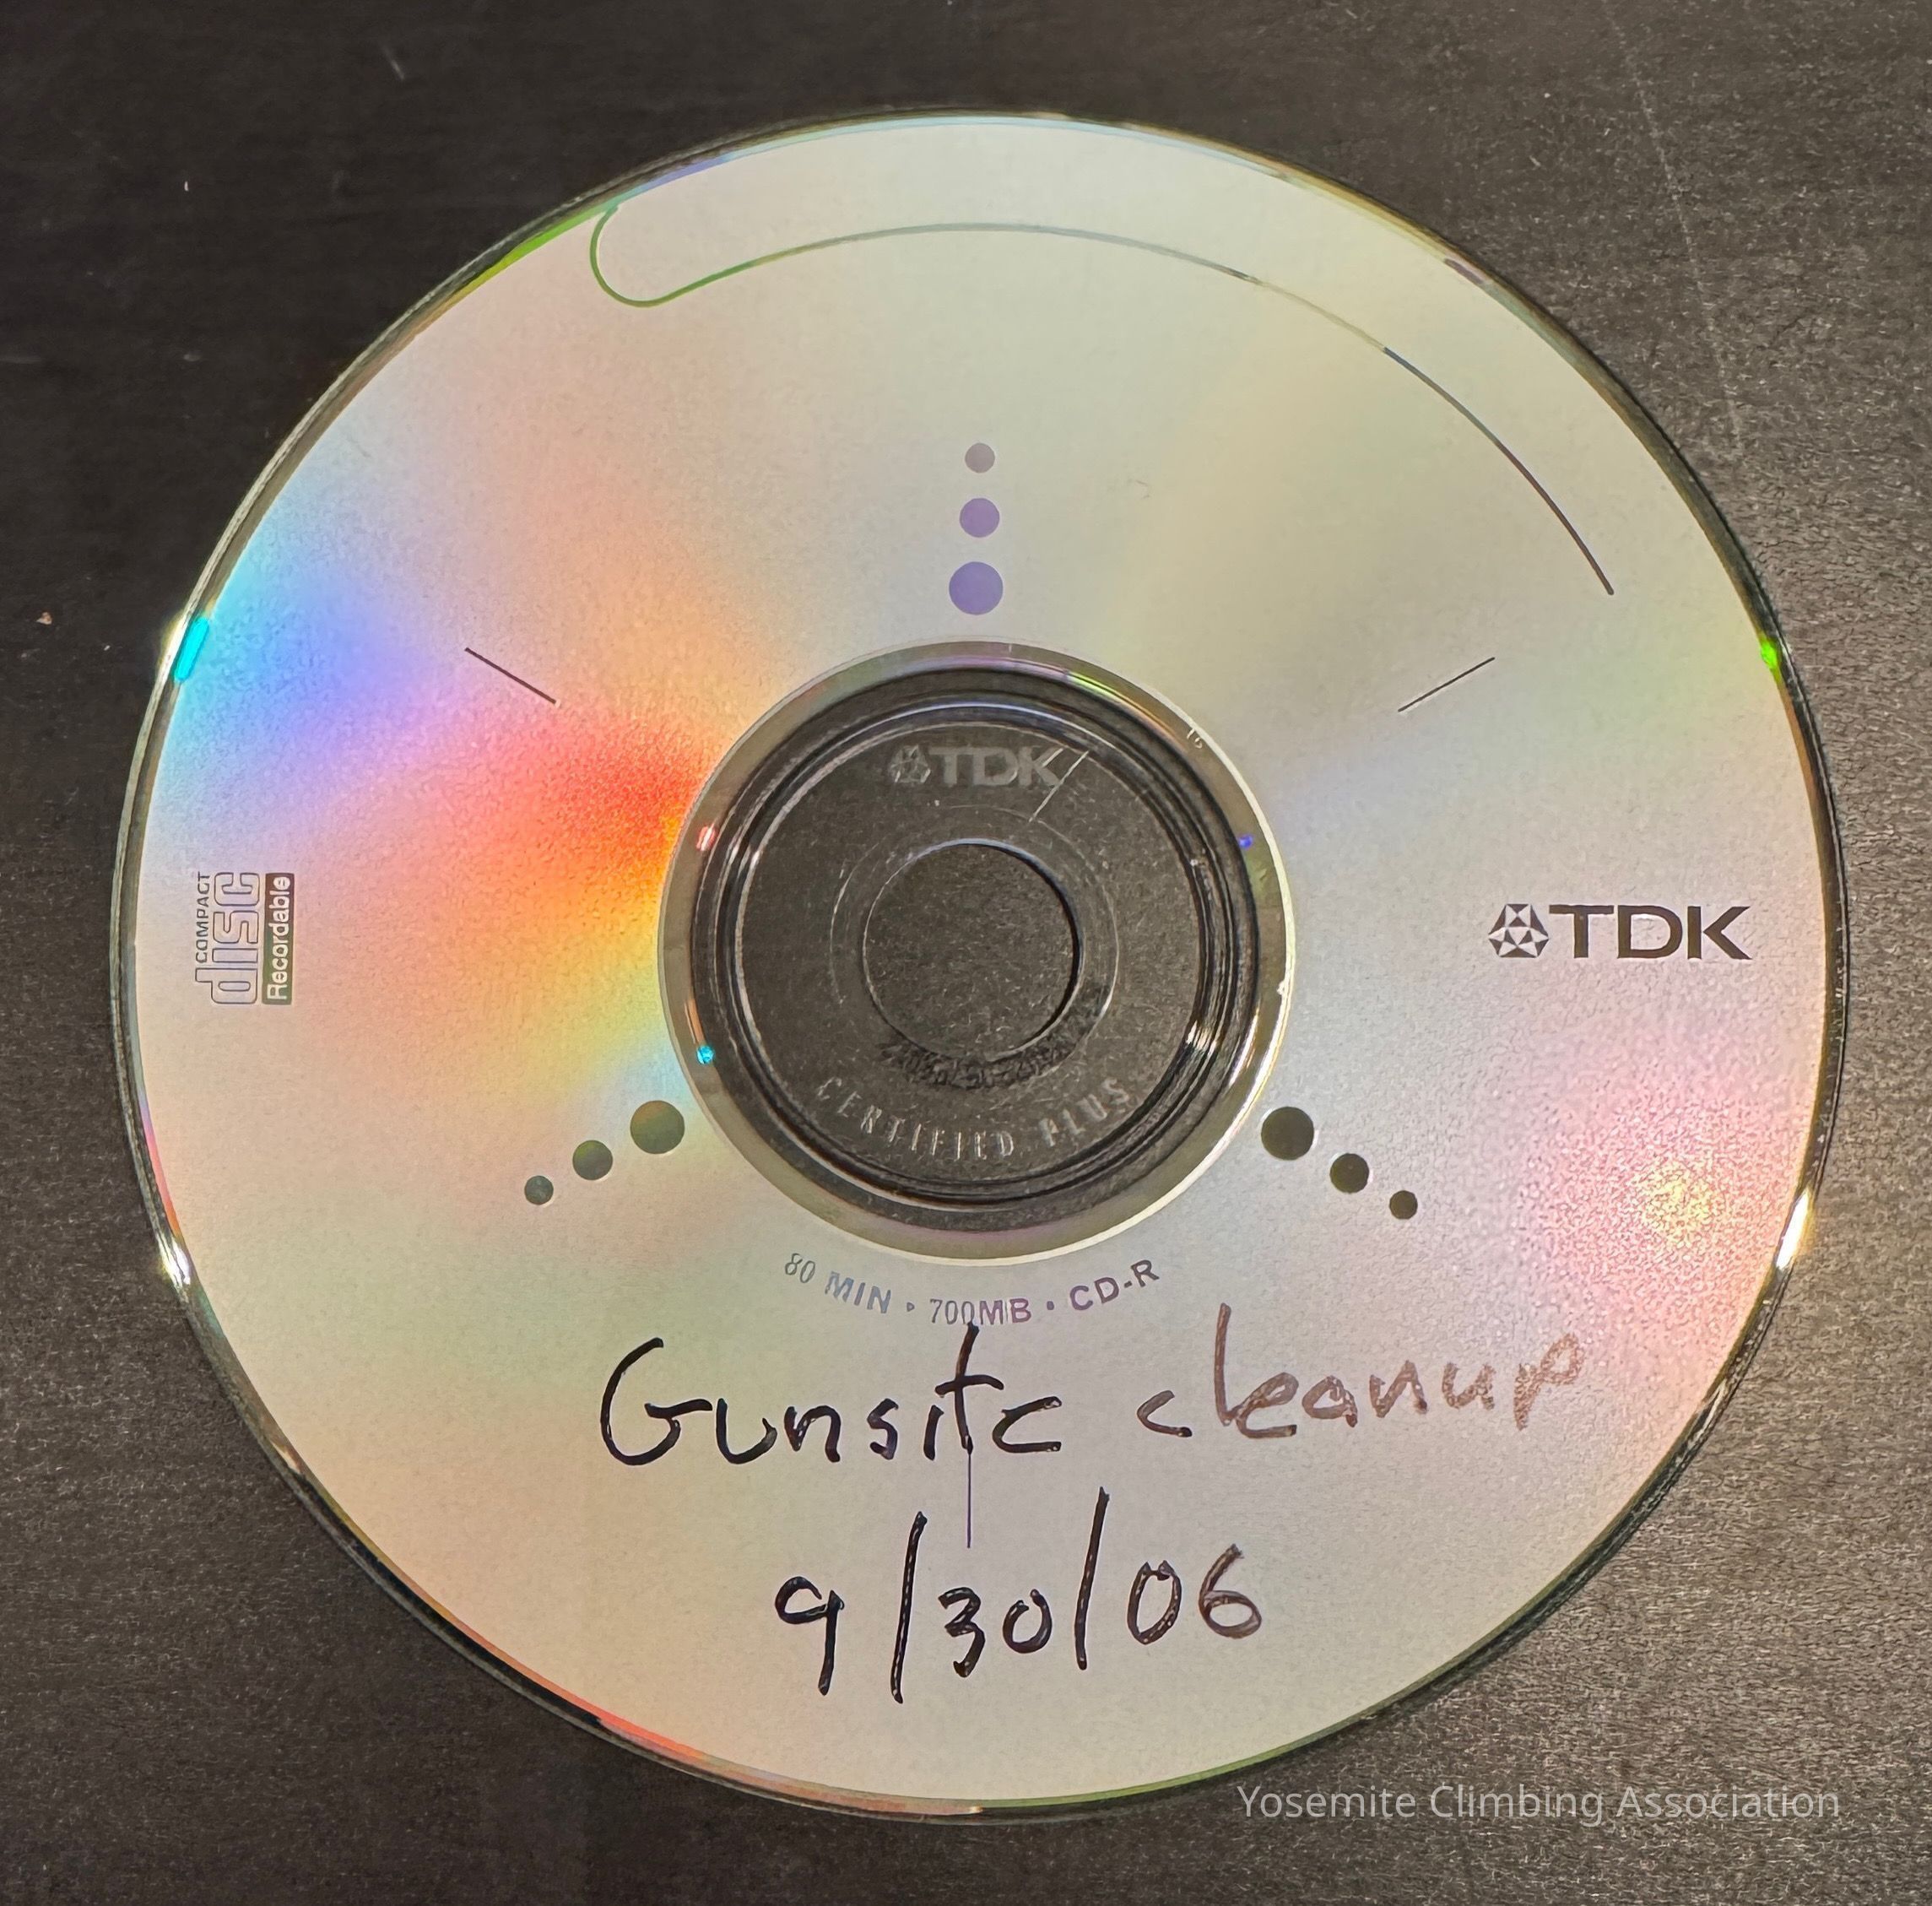 TDK
COMPACT
disc
Recordable
TDK
CERTIFIED PLUS
80 MIN • 700MB • CD-R
Gunsite cleanup
9/30/06
Yosemite Climbing Association